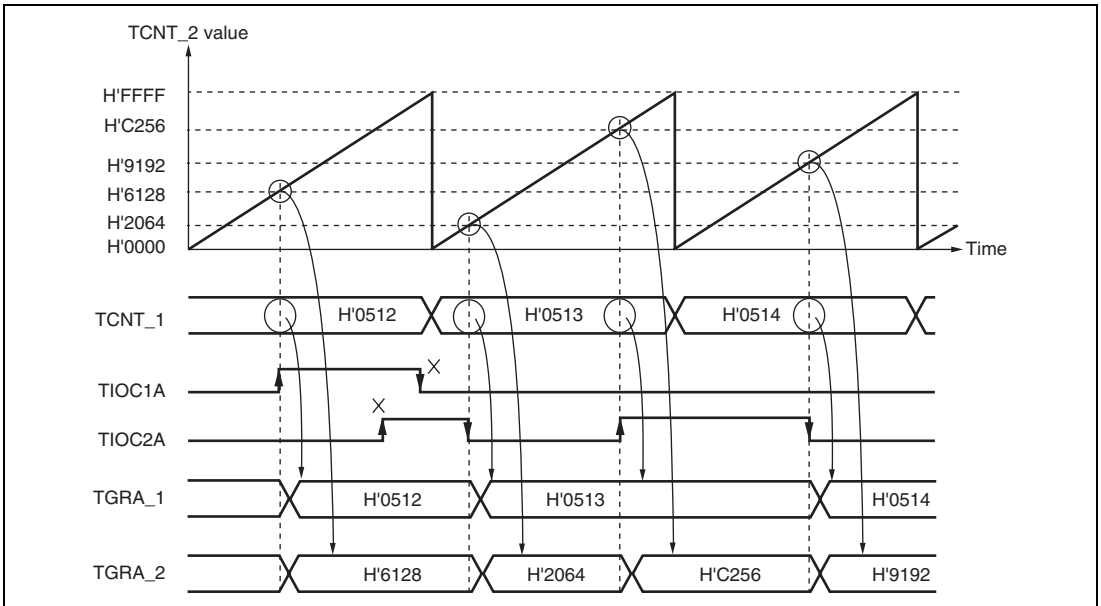 TCNT_2 value
H'FFFF
H'C256
H'9192
H'6128
H'2064
H'0000
Time
TCNT_1
H'0512
H'0513
H'0514
TIOC1A
X
TIOC2A
X
TGRA_1
H'0512
H'0513
H'0514
TGRA_2
H'6128
H'2064
H'C256
H'9192